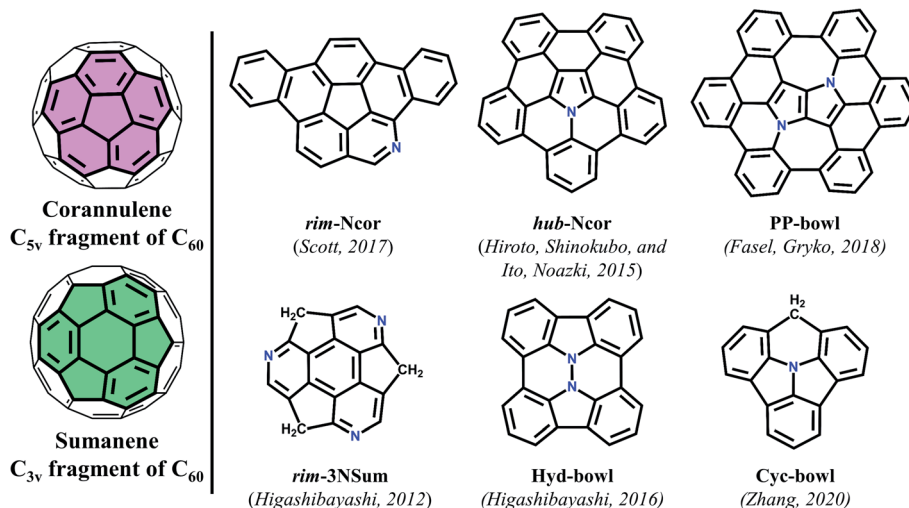 Corannulene
C5v fragment of C60
Sumanene
C3v fragment of C60
N
rim-Ncor
(Scott, 2017)
N
hub-Ncor
(Hiroto, Shinokubo, and
Ito, Noazki, 2015)
N
N
PP-bowl
(Fasel, Gryko, 2018)
H2C
N
N
CH2
H2C
N
rim-3NSum
(Higashibayashi, 2012)
N
N
Hyd-bowl
(Higashibayashi, 2016)
H2
C
N
Cyc-bowl
(Zhang, 2020)